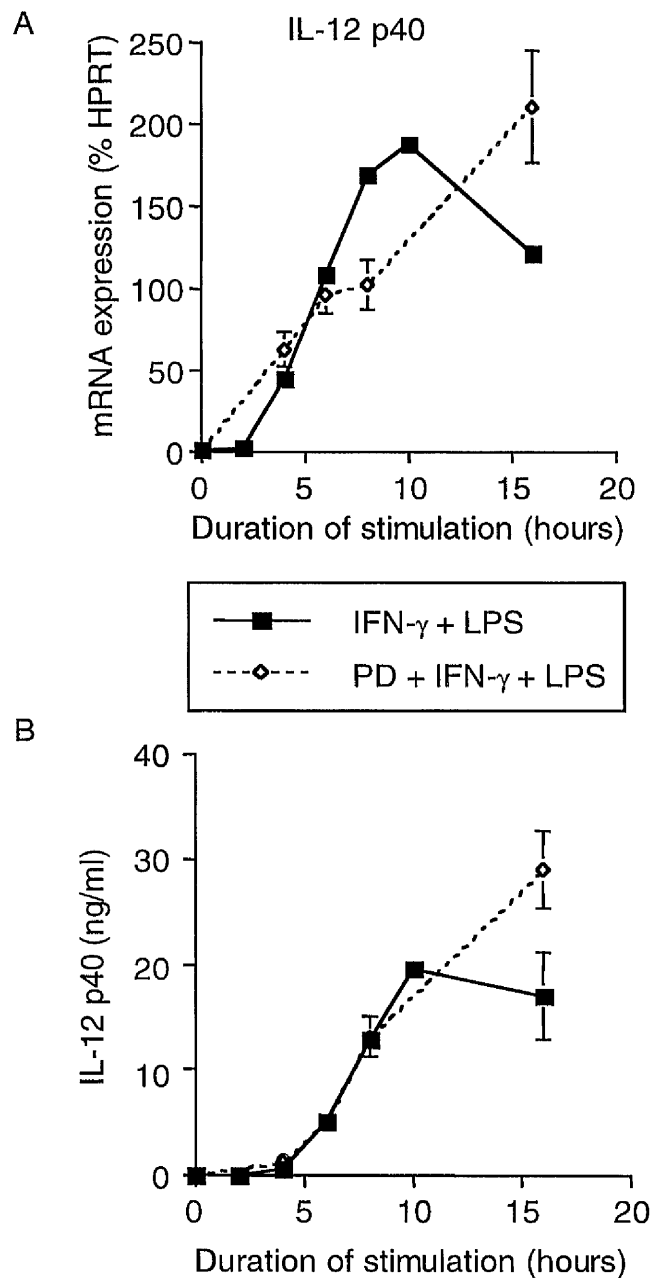 A
IL-12 p40
mRNA expression (% HPRT)
250
200
150
100
50
0
0 5 10 15 20
Duration of stimulation (hours)
IFN-γ + LPS
PD + IFN-γ + LPS
B
IL-12 p40 (ng/ml)
40
30
20
10
0
0 5 10 15 20
Duration of stimulation (hours)